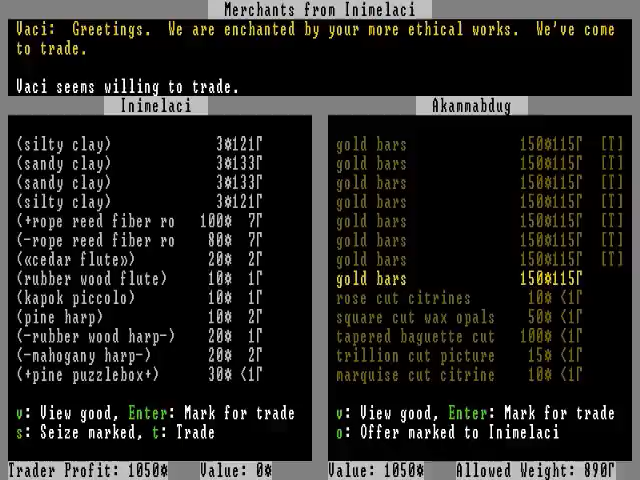 Merchants from Inimelaci
Vaci: Greetings. We are enchanted by your more ethical works. We've come
to trade.
Vaci seems willing to trade.
Inimelaci
(silty clay) 3☼121Γ
(sandy clay) 3☼133Γ
(sandy clay) 3☼133Γ
(silty clay) 3☼121Γ
(+rope reed fiber ro 100☼ 7Γ
(-rope reed fiber ro 80☼ 7Γ
(«cedar flute») 20☼ 2Γ
(rubber wood flute) 10☼ 1Γ
(kapok piccolo) 10☼ 1Γ
(pine harp) 10☼ 2Γ
(-rubber wood harp-) 20☼ 1Γ
(-mahogany harp-) 20☼ 2Γ
(+pine puzzlebox+) 30☼ <1Γ
v: View good, Enter: Mark for trade
s: Seize marked, t: Trade
Akammabdug
gold bars 150☼115Γ [T]
gold bars 150☼115Γ [T]
gold bars 150☼115Γ [T]
gold bars 150☼115Γ [T]
gold bars 150☼115Γ [T]
gold bars 150☼115Γ [T]
gold bars 150☼115Γ [T]
gold bars 150☼115Γ
rose cut citrines 10☼ <1Γ
square cut wax opals 50☼ <1Γ
tapered baguette cut 100☼ <1Γ
trillion cut picture 15☼ <1Γ
marquise cut citrine 10☼ <1Γ
v: View good, Enter: Mark for trade
o: Offer marked to Inimelaci
Trader Profit: 1050☼ Value: 0☼ Value: 1050☼ Allowed Weight: 890Γ